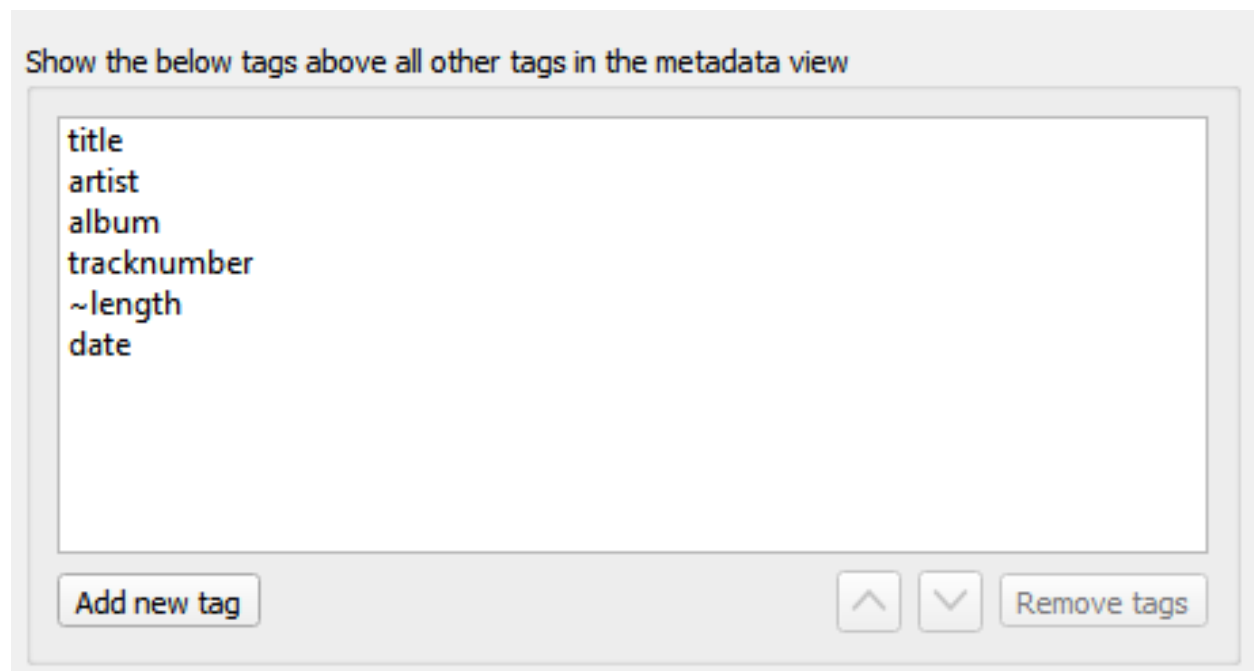 Show the below tags above all other tags in the metadata view
title
artist
album
tracknumber
~length
date
Add new tag
Remove tags